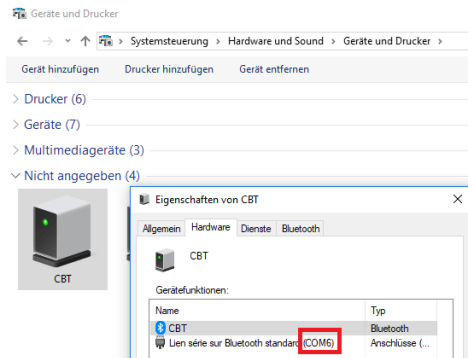 Geräte und Drucker
Systemsteuerung > Hardware und Sound > Geräte und Drucker >
Gerät hinzufügen Drucker hinzufügen Gerät entfernen
Drucker (6)
Geräte (7)
Multimediageräte (3)
Nicht angegeben (4)
CBT
Eigenschaften von CBT
Allgemein Hardware Dienste Bluetooth
CBT
Gerätefunktionen:
Name Typ
CBT Bluetooth
Lien série sur Bluetooth standard (COM6) Anschlüsse (...